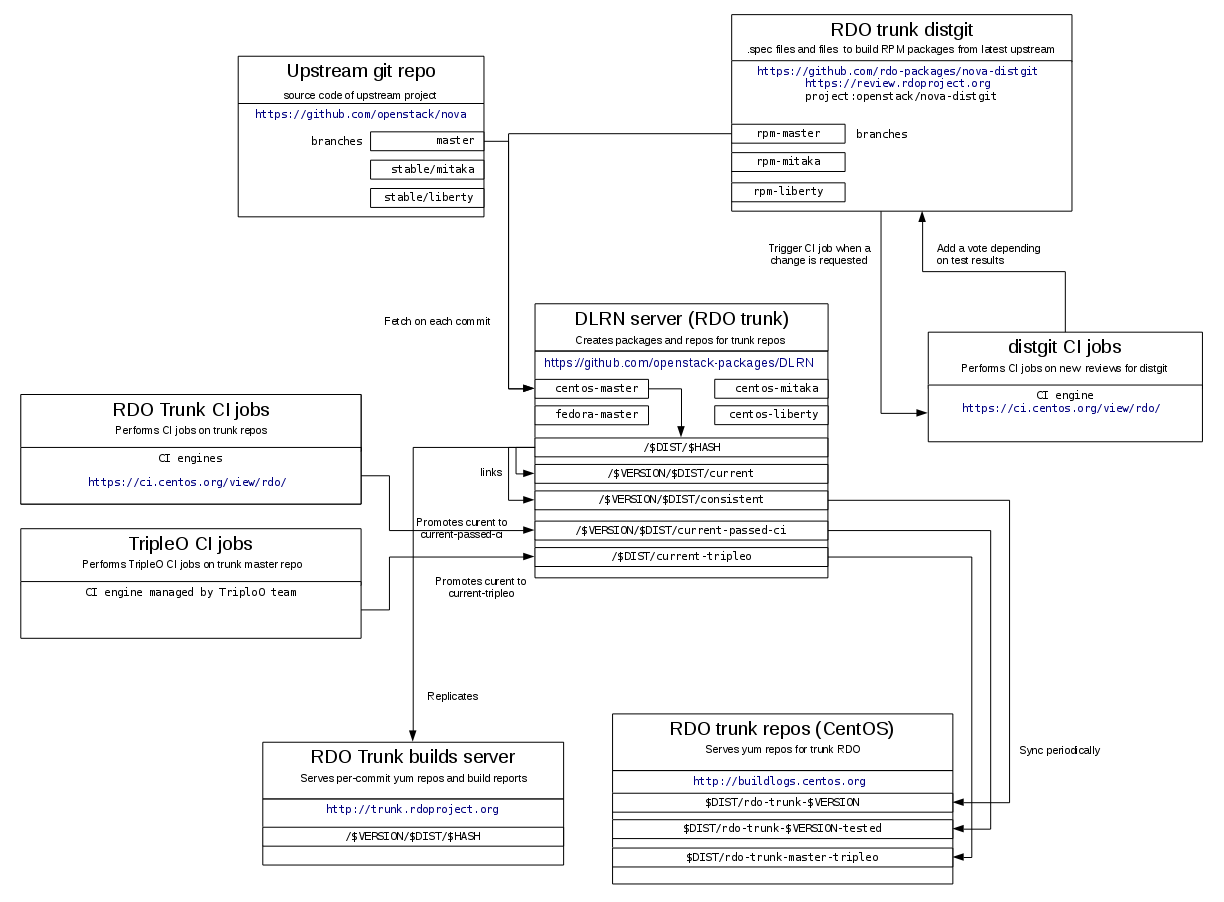 Upstream git repo
source code of upstream project
https://github.com/openstack/nova
branches
master
stable/mitaka
stable/liberty
RDO trunk distgit
.spec files and files to build RPM packages from latest upstream
https://github.com/rdo-packages/nova-distgit
https://review.rdoproject.org
project:openstack/nova-distgit
rpm-master
branches
rpm-mitaka
rpm-liberty
Trigger CI job when a
change is requested
Add a vote depending
on test results
Fetch on each commit
DLRN server (RDO trunk)
Creates packages and repos for trunk repos
https://github.com/openstack-packages/DLRN
centos-master
centos-mitaka
fedora-master
centos-liberty
/$DIST/$HASH
links
/$VERSION/$DIST/current
/$VERSION/$DIST/consistent
/$VERSION/$DIST/current-passed-ci
/$DIST/current-tripleo
distgit CI jobs
Performs CI jobs on new reviews for distgit
CI engine
https://ci.centos.org/view/rdo/
RDO Trunk CI jobs
Performs CI jobs on trunk repos
CI engines
https://ci.centos.org/view/rdo/
Promotes curent to
current-passed-ci
TripleO CI jobs
Performs TripleO CI jobs on trunk master repo
CI engine managed by TriploO team
Promotes curent to
current-tripleo
Replicates
RDO Trunk builds server
Serves per-commit yum repos and build reports
http://trunk.rdoproject.org
/$VERSION/$DIST/$HASH
RDO trunk repos (CentOS)
Serves yum repos for trunk RDO
http://buildlogs.centos.org
$DIST/rdo-trunk-$VERSION
$DIST/rdo-trunk-$VERSION-tested
$DIST/rdo-trunk-master-tripleo
Sync periodically